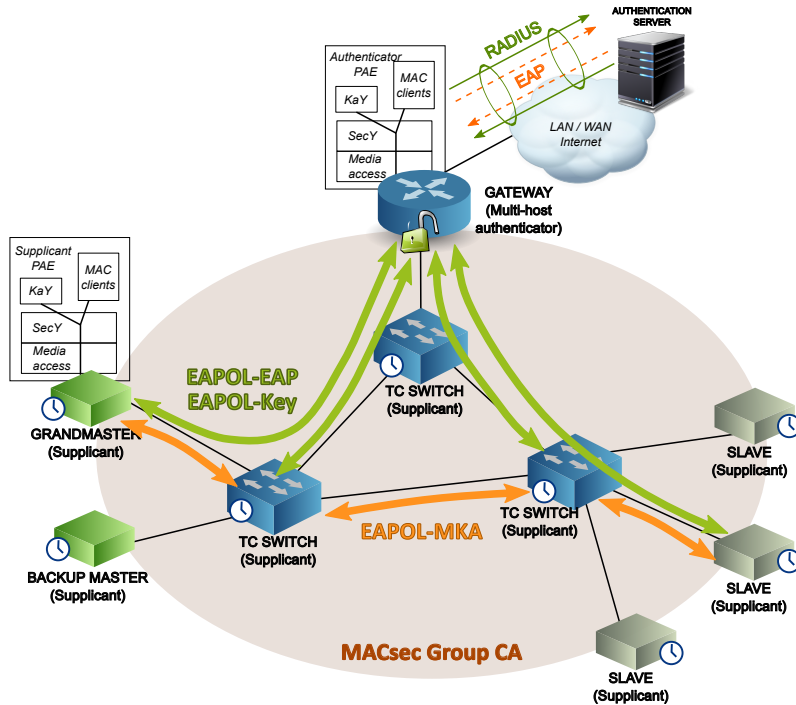 AUTHENTICATION
SERVER
RADIUS
EAP
LAN / WAN
Internet
Authenticator
PAE
KaY
MAC
clients
SecY
Media
access
GATEWAY
(Multi-host
authenticator)
Supplicant
PAE
KaY
MAC
clients
SecY
Media
access
EAPOL-EAP
EAPOL-Key
TC SWITCH
(Supplicant)
GRANDMASTER
(Supplicant)
SLAVE
(Supplicant)
TC SWITCH
(Supplicant)
EAPOL-MKA
TC SWITCH
(Supplicant)
BACKUP MASTER
(Supplicant)
SLAVE
(Supplicant)
MACsec Group CA
SLAVE
(Supplicant)